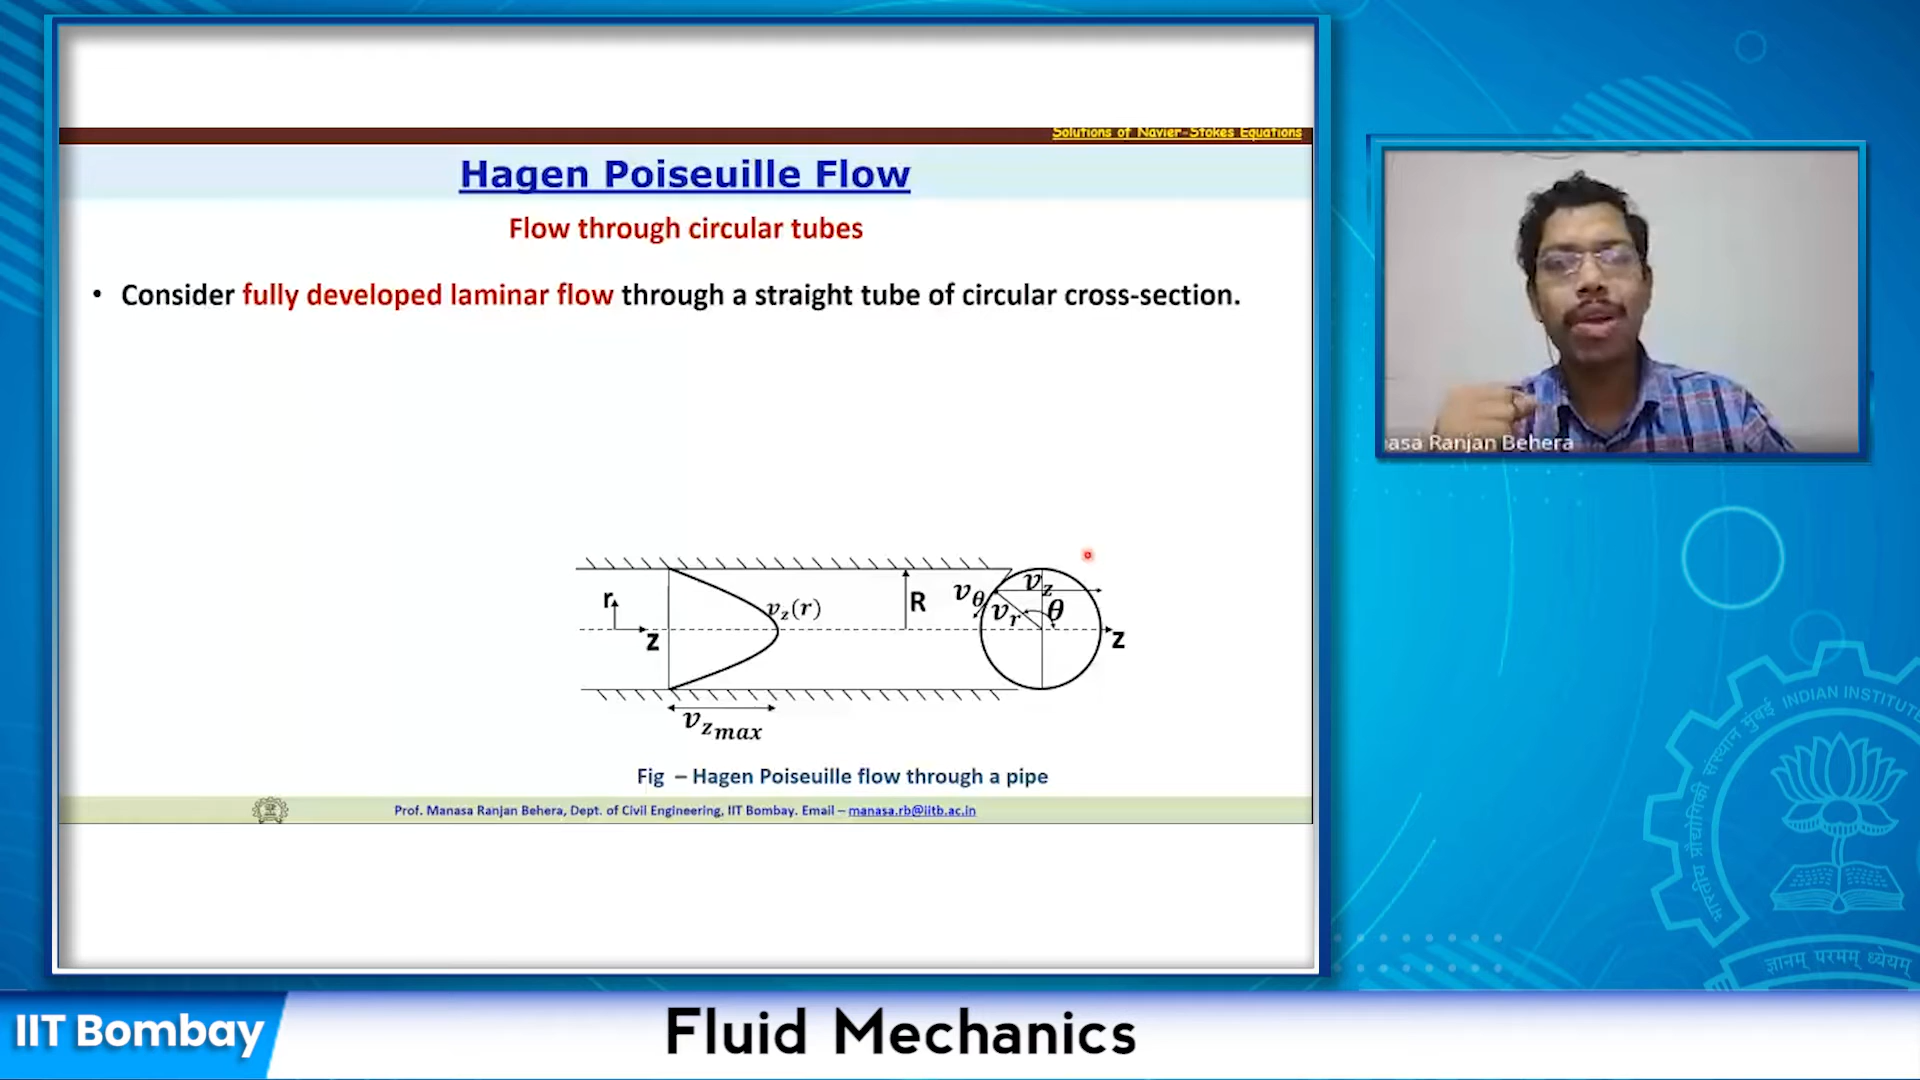 Solutions of Navier-Stokes Equations
Hagen Poiseuille Flow
Flow through circular tubes
• Consider fully developed laminar flow through a straight tube of circular cross-section.
r
z
v_z(r)
R
v_θ
v_z
v_r
θ
z
v_zmax
Fig – Hagen Poiseuille flow through a pipe
Prof. Manasa Ranjan Behera, Dept. of Civil Engineering, IIT Bombay. Email – manasa.rb@iitb.ac.in
asa Ranjan Behera
भारतीय प्रौद्योगिकी संस्थान मुंबई
INDIAN INSTITUTE
ज्ञानम् परमम् ध्येयम्
IIT Bombay
Fluid Mechanics